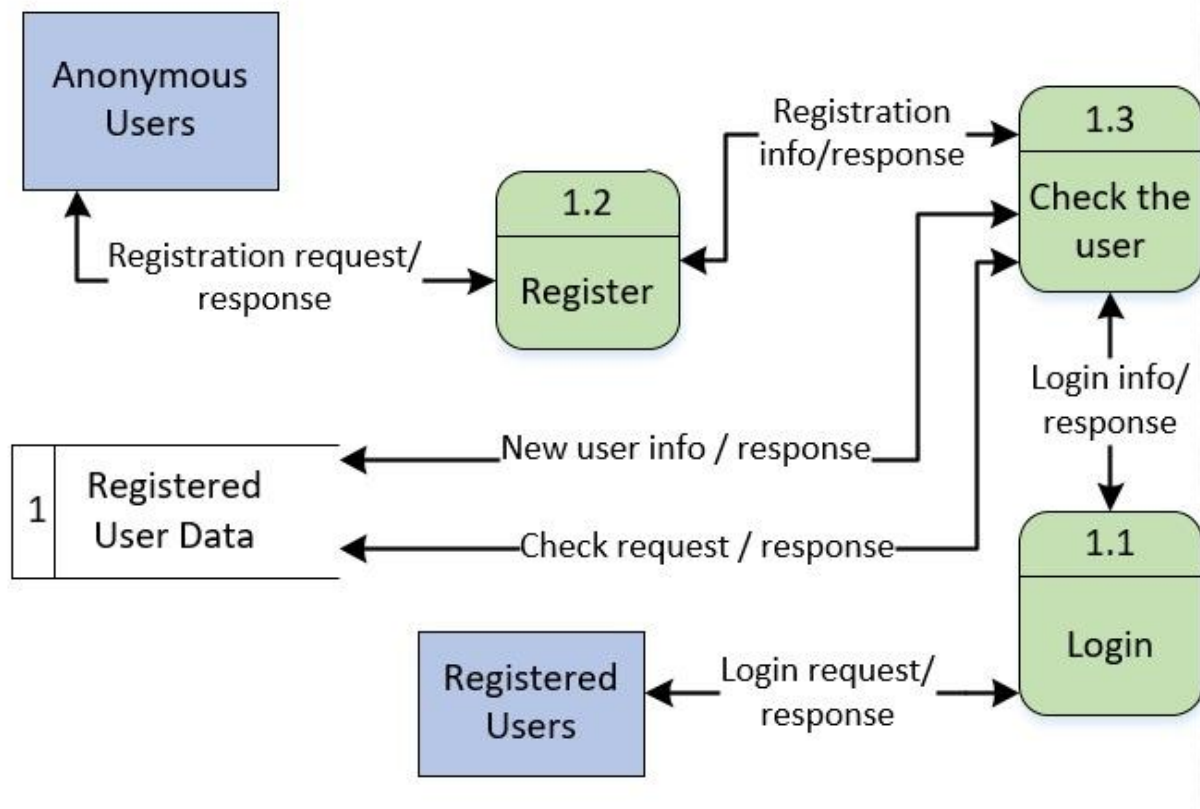 Anonymous
Users
Registration request/
response
1.2
Register
Registration
info/response
1.3
Check the
user
Login info/
response
New user info / response
Check request / response
1
Registered
User Data
1.1
Login
Registered
Users
Login request/
response